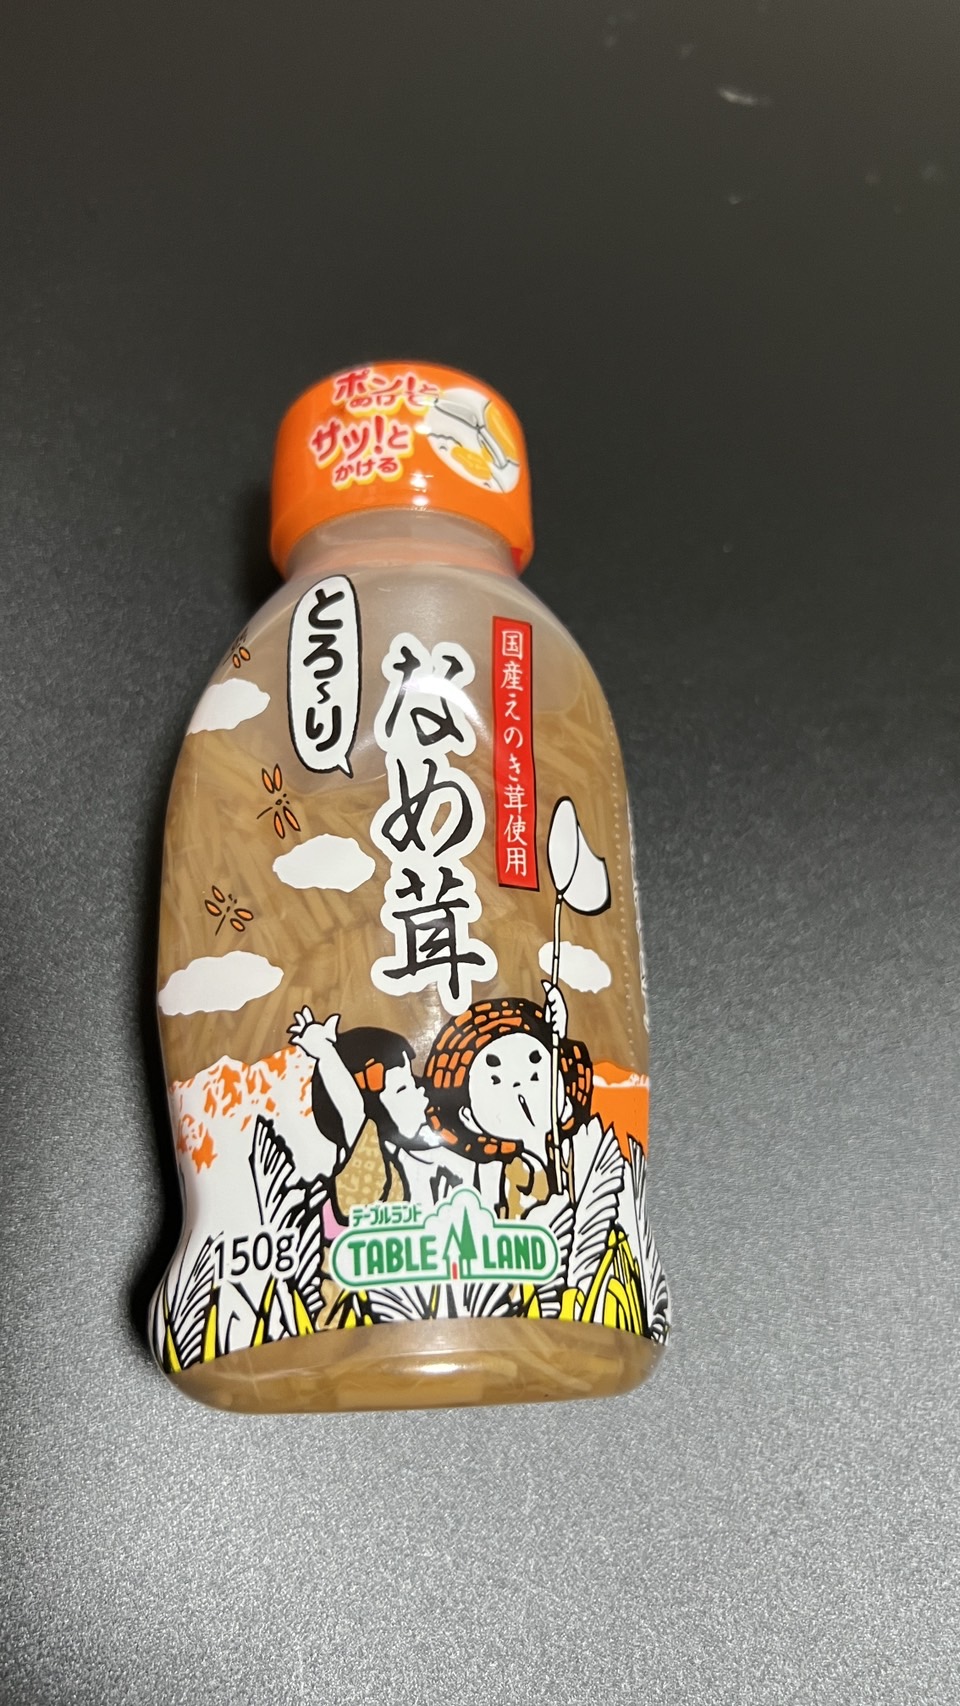 ポン!と
あけて
サッ!と
かける
とろ～り
なめ茸
国産えのき茸使用
150g
テーブルランド
TABLE LAND